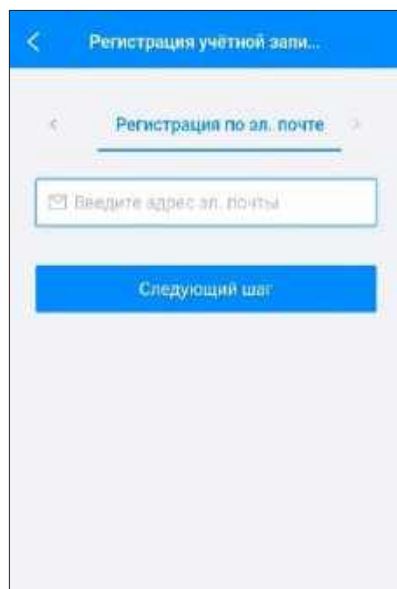 Регистрация учётной запи...
Регистрация по эл. почте
Введите адрес эл. почты
Следующий шаг